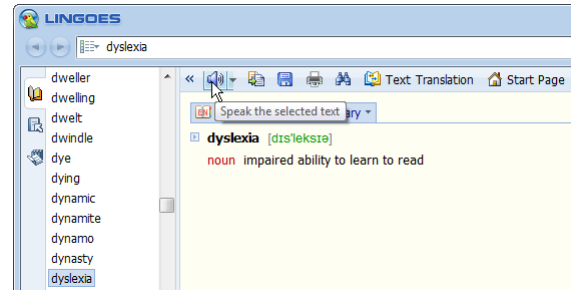 LINGOES
dyslexia
Text Translation Start Page
Speak the selected text
ary
dyslexia [dɪs'leksɪə]
noun impaired ability to learn to read
dweller
dwelling
dwelt
dwindle
dye
dying
dynamic
dynamite
dynamo
dynasty
dyslexia